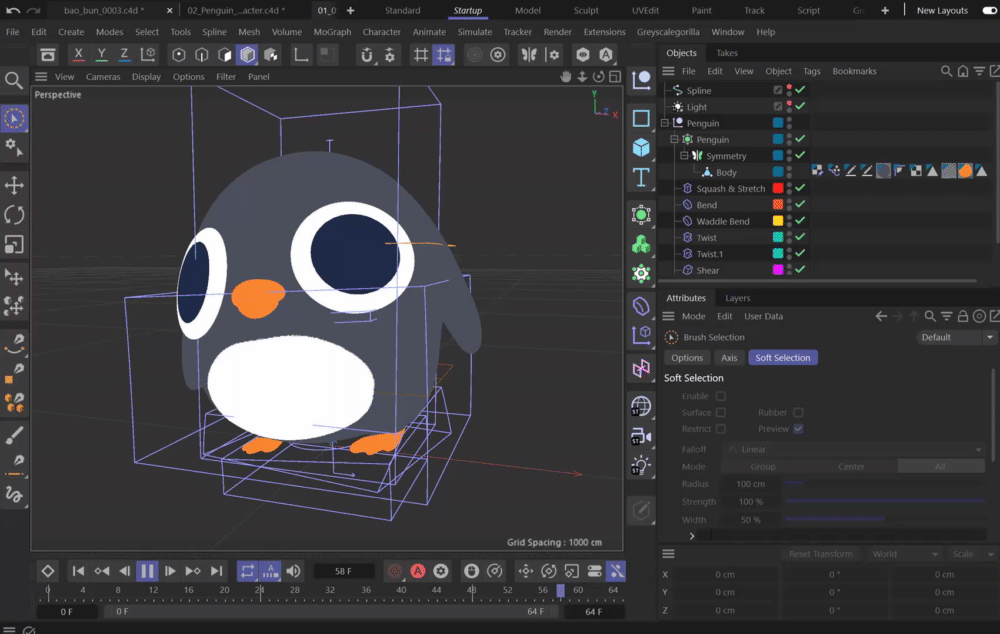 bao_bun_0003.c4d* × 02_Penguin_...acter.c4d* 01_0 + Standard Startup Model Sculpt UVEdit Paint Track Script + New Layouts
File Edit Create Modes Select Tools Spline Mesh Volume MoGraph Character Animate Simulate Tracker Render Extensions Greyscalegorilla Window Help
X Y Z
Objects Takes
View Cameras Display Options Filter Panel
File Edit View Object Tags Bookmarks
Perspective
Y
Z
X
Spline
Light
Penguin
Penguin
Symmetry
Body
Squash & Stretch
Bend
Waddle Bend
Twist
Twist.1
Shear
T
ST
ST
ST
Attributes Layers
Mode Edit User Data
Brush Selection Default
Options Axis Soft Selection
Soft Selection
Enable
Surface Rubber
Restrict Preview
Falloff Linear
Mode Group Center All
Radius 100 cm
Strength 100 %
Width 50 %
Grid Spacing : 1000 cm
Reset Transform World Scale
58 F
A
A
X 0 cm 0 ° 0 cm
Y 0 cm 0 ° 0 cm
Z 0 cm 0 ° 0 cm
0 4 8 12 16 20 24 28 32 36 40 44 48 52 56 60 64
0 F 0 F 64 F 64 F